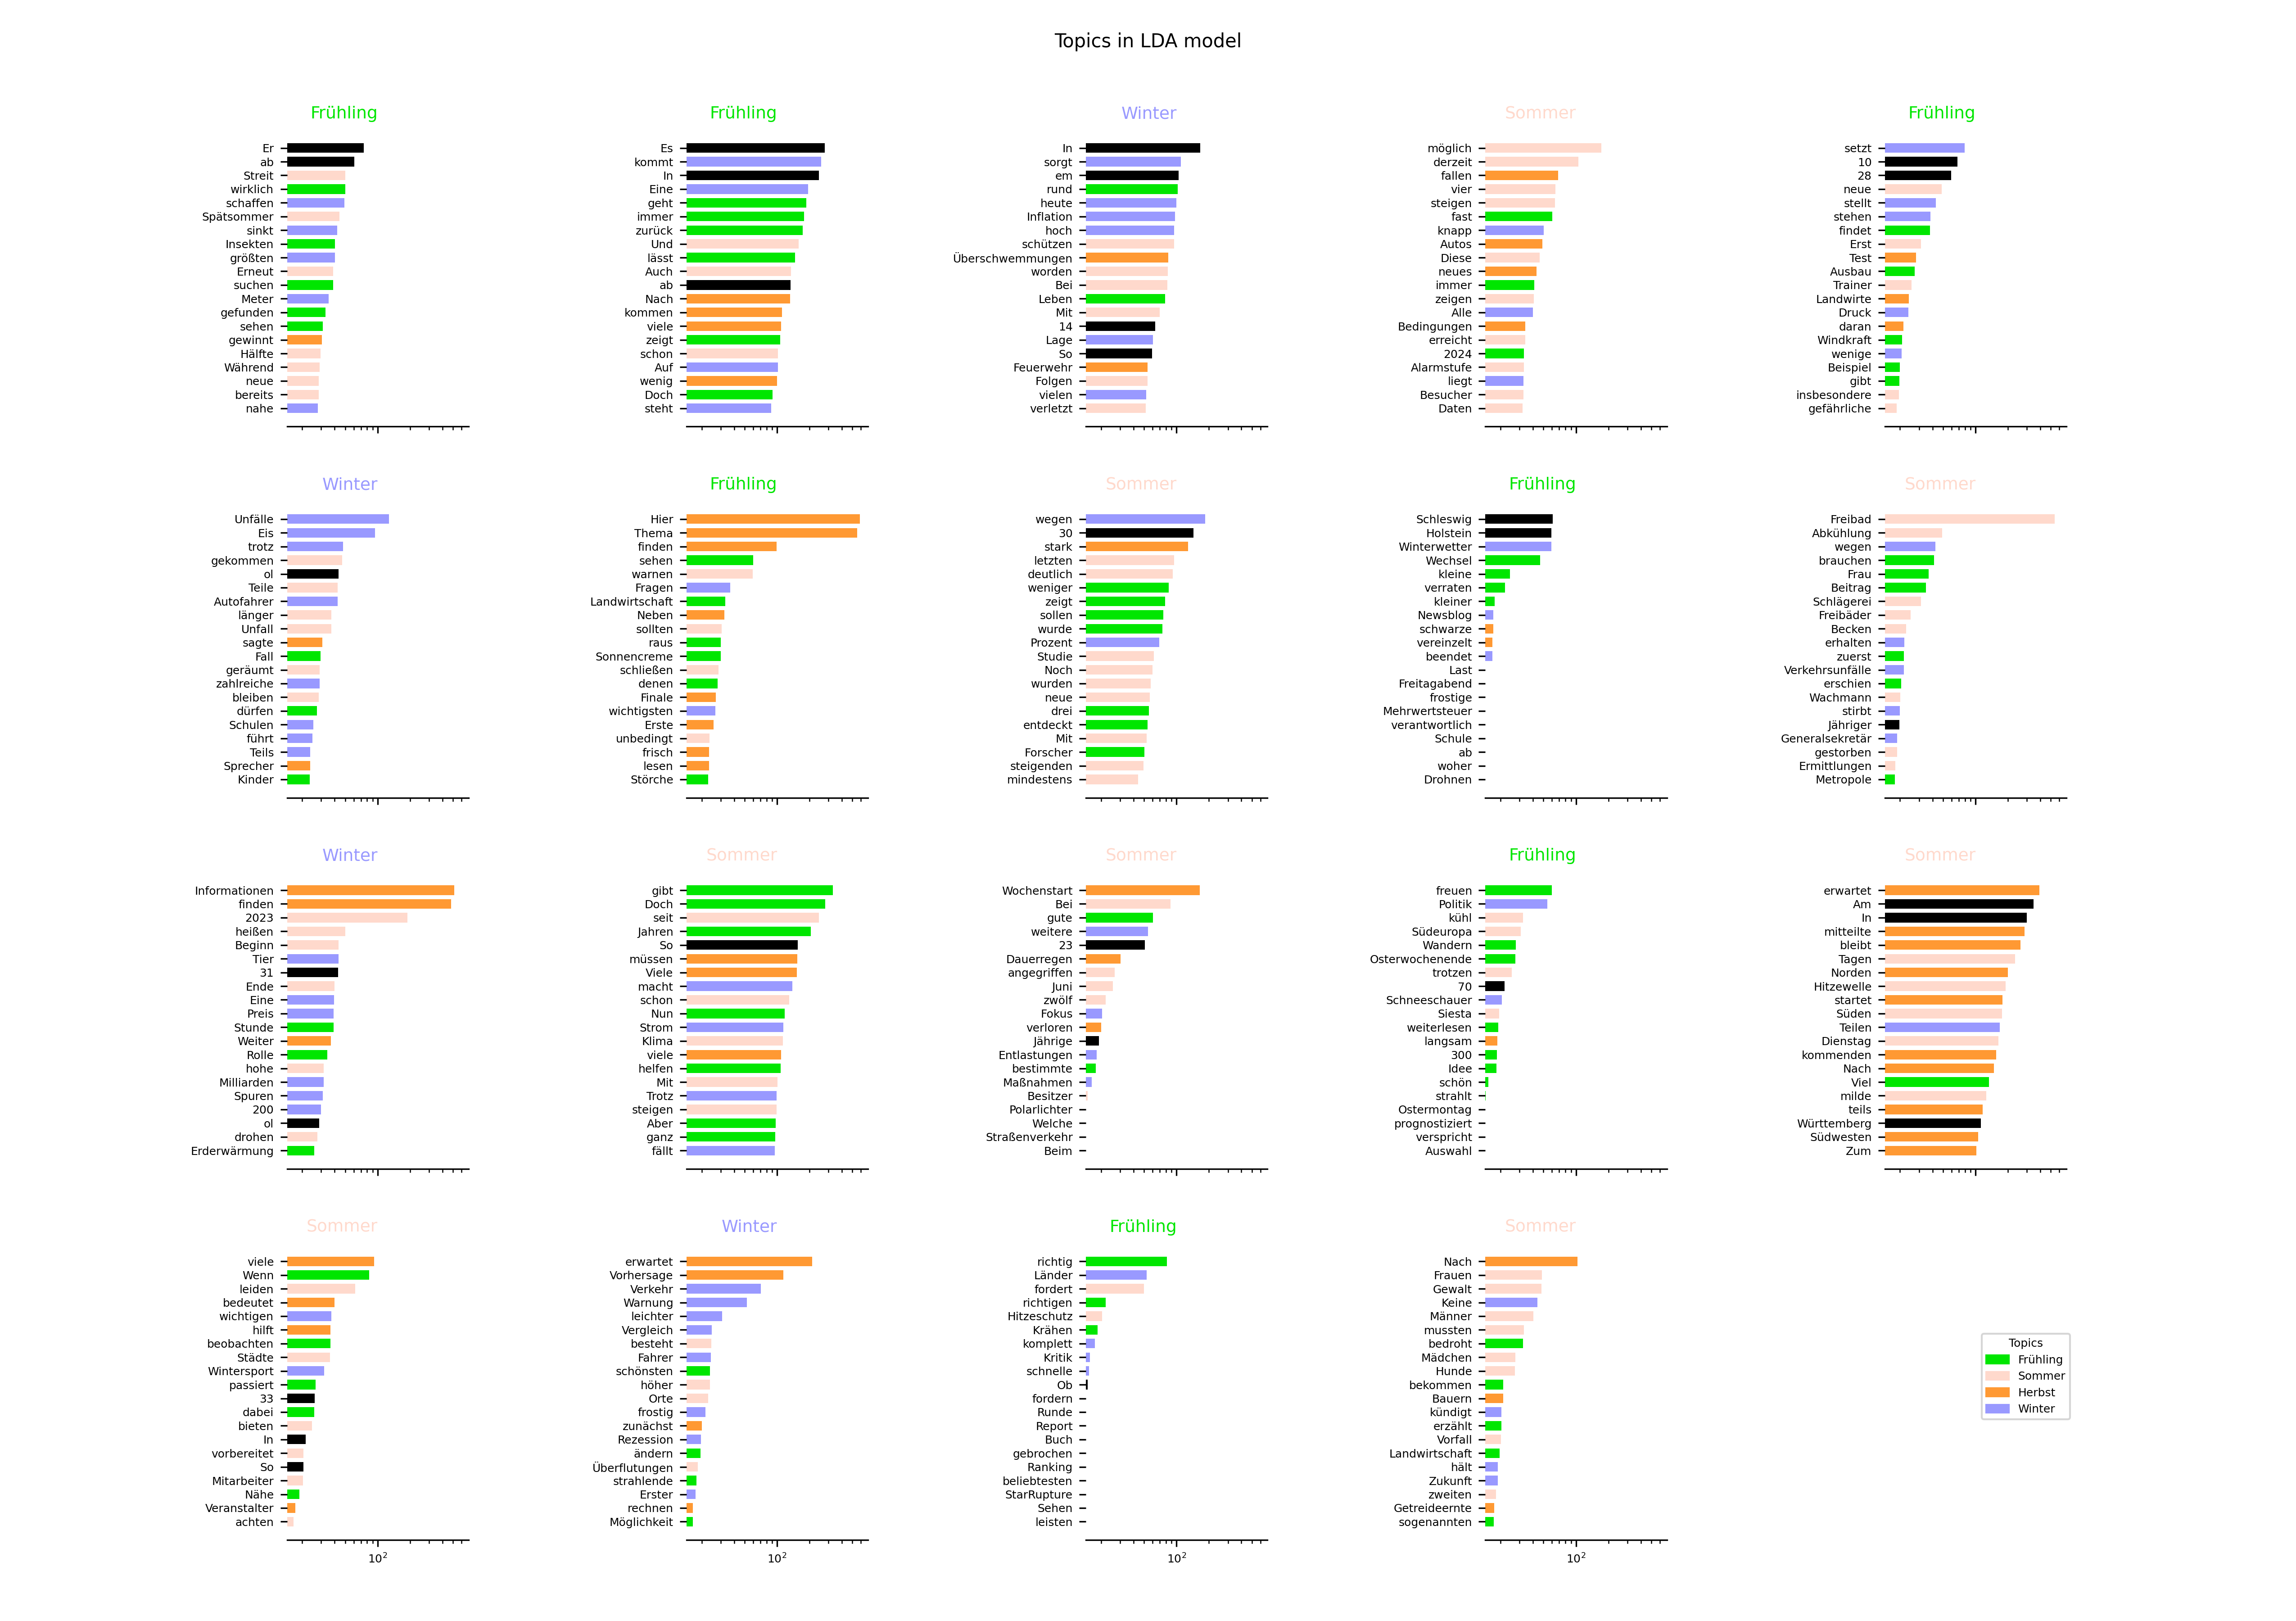 Topics in LDA model
Frühling
Er
ab
Streit
wirklich
schaffen
Spätsommer
sinkt
Insekten
größten
Erneut
suchen
Meter
gefunden
sehen
gewinnt
Hälfte
Während
neue
bereits
nahe
Frühling
Es
kommt
In
Eine
geht
immer
zurück
Und
lässt
Auch
ab
Nach
kommen
viele
zeigt
schon
Auf
wenig
Doch
steht
Winter
In
sorgt
em
rund
heute
Inflation
hoch
schützen
Überschwemmungen
worden
Bei
Leben
Mit
14
Lage
So
Feuerwehr
Folgen
vielen
verletzt
Sommer
möglich
derzeit
fallen
vier
steigen
fast
knapp
Autos
Diese
neues
immer
zeigen
Alle
Bedingungen
erreicht
2024
Alarmstufe
liegt
Besucher
Daten
Frühling
setzt
10
28
neue
stellt
stehen
findet
Erst
Test
Ausbau
Trainer
Landwirte
Druck
daran
Windkraft
wenige
Beispiel
gibt
insbesondere
gefährliche
Winter
Unfälle
Eis
trotz
gekommen
ol
Teile
Autofahrer
länger
Unfall
sagte
Fall
geräumt
zahlreiche
bleiben
dürfen
Schulen
führt
Teils
Sprecher
Kinder
Frühling
Hier
Thema
finden
sehen
warnen
Fragen
Landwirtschaft
Neben
sollten
raus
Sonnencreme
schließen
denen
Finale
wichtigsten
Erste
unbedingt
frisch
lesen
Störche
Sommer
wegen
30
stark
letzten
deutlich
weniger
zeigt
sollen
wurde
Prozent
Studie
Noch
wurden
neue
drei
entdeckt
Mit
Forscher
steigenden
mindestens
Frühling
Schleswig
Holstein
Winterwetter
Wechsel
kleine
verraten
kleiner
Newsblog
schwarze
vereinzelt
beendet
Last
Freitagabend
frostige
Mehrwertsteuer
verantwortlich
Schule
ab
woher
Drohnen
Sommer
Freibad
Abkühlung
wegen
brauchen
Frau
Beitrag
Schlägerei
Freibäder
Becken
erhalten
zuerst
Verkehrsunfälle
erschien
Wachmann
stirbt
Jähriger
Generalsekretär
gestorben
Ermittlungen
Metropole
Winter
Informationen
finden
2023
heißen
Beginn
Tier
31
Ende
Eine
Preis
Stunde
Weiter
Rolle
hohe
Milliarden
Spuren
200
ol
drohen
Erderwärmung
Sommer
gibt
Doch
seit
Jahren
So
müssen
Viele
macht
schon
Nun
Strom
Klima
viele
helfen
Mit
Trotz
steigen
Aber
ganz
fällt
Sommer
Wochenstart
Bei
gute
weitere
23
Dauerregen
angegriffen
Juni
zwölf
Fokus
verloren
Jährige
Entlastungen
bestimmte
Maßnahmen
Besitzer
Polarlichter
Welche
Straßenverkehr
Beim
Frühling
freuen
Politik
kühl
Südeuropa
Wandern
Osterwochenende
trotzen
70
Schneeschauer
Siesta
weiterlesen
langsam
300
Idee
schön
strahlt
Ostermontag
prognostiziert
verspricht
Auswahl
Sommer
erwartet
Am
In
mitteilte
bleibt
Tagen
Norden
Hitzewelle
startet
Süden
Teilen
Dienstag
kommenden
Nach
Viel
milde
teils
Württemberg
Südwesten
Zum
Sommer
viele
Wenn
leiden
bedeutet
wichtigen
hilft
beobachten
Städte
Wintersport
passiert
33
dabei
bieten
In
vorbereitet
So
Mitarbeiter
Nähe
Veranstalter
achten
10²
Winter
erwartet
Vorhersage
Verkehr
Warnung
leichter
Vergleich
besteht
Fahrer
schönsten
höher
Orte
frostig
zunächst
Rezession
ändern
Überflutungen
strahlende
Erster
rechnen
Möglichkeit
10²
Frühling
richtig
Länder
fordert
richtigen
Hitzeschutz
Krähen
komplett
Kritik
schnelle
Ob
fordern
Runde
Report
Buch
gebrochen
Ranking
beliebtesten
StarRupture
Sehen
leisten
10²
Sommer
Nach
Frauen
Gewalt
Keine
Männer
mussten
bedroht
Mädchen
Hunde
bekommen
Bauern
kündigt
erzählt
Vorfall
Landwirtschaft
hält
Zukunft
zweiten
Getreideernte
sogenannten
10²
Topics
Frühling
Sommer
Herbst
Winter